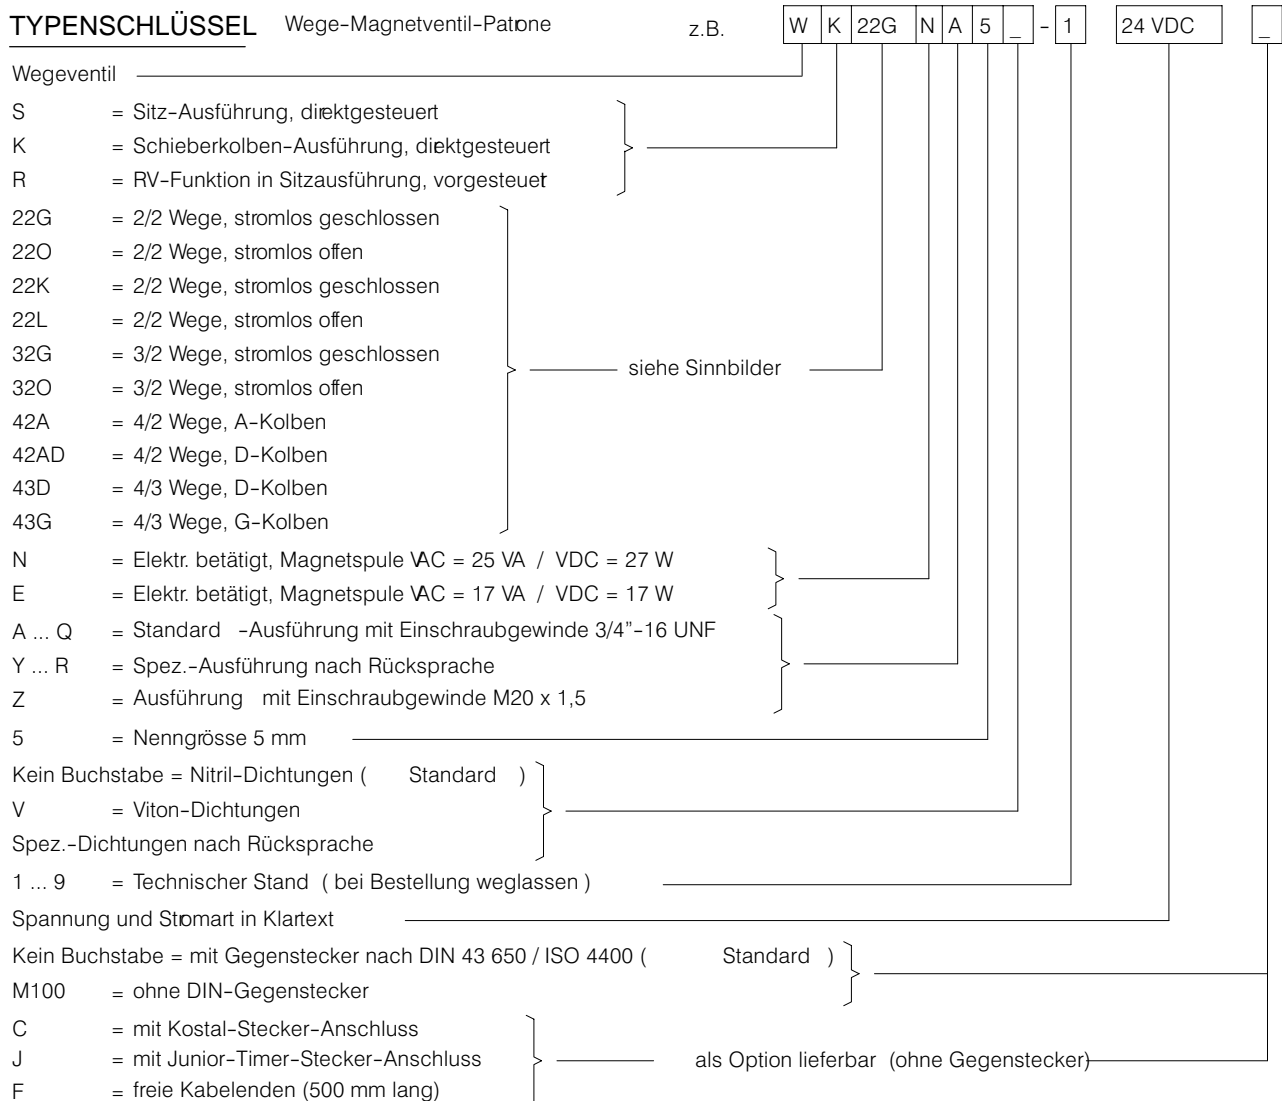 TYPENSCHLÜSSEL Wege-Magnetventil-Patrone z.B. W K 22G N A 5 _ - 1 24 VDC _
Wegeventil
S = Sitz-Ausführung, direktgesteuert
K = Schieberkolben-Ausführung, direktgesteuert
R = RV-Funktion in Sitzausführung, vorgesteuert
22G = 2/2 Wege, stromlos geschlossen
22O = 2/2 Wege, stromlos offen
22K = 2/2 Wege, stromlos geschlossen
22L = 2/2 Wege, stromlos offen
32G = 3/2 Wege, stromlos geschlossen
siehe Sinnbilder
32O = 3/2 Wege, stromlos offen
42A = 4/2 Wege, A-Kolben
42AD = 4/2 Wege, D-Kolben
43D = 4/3 Wege, D-Kolben
43G = 4/3 Wege, G-Kolben
N = Elektr. betätigt, Magnetspule VAC = 25 VA / VDC = 27 W
E = Elektr. betätigt, Magnetspule VAC = 17 VA / VDC = 17 W
A ... Q = Standard -Ausführung mit Einschraubgewinde 3/4"-16 UNF
Y ... R = Spez.-Ausführung nach Rücksprache
Z = Ausführung mit Einschraubgewinde M20 x 1,5
5 = Nenngrösse 5 mm
Kein Buchstabe = Nitril-Dichtungen ( Standard )
V = Viton-Dichtungen
Spez.-Dichtungen nach Rücksprache
1 ... 9 = Technischer Stand ( bei Bestellung weglassen )
Spannung und Stromart in Klartext
Kein Buchstabe = mit Gegenstecker nach DIN 43 650 / ISO 4400 ( Standard )
M100 = ohne DIN-Gegenstecker
C = mit Kostal-Stecker-Anschluss
J = mit Junior-Timer-Stecker-Anschluss als Option lieferbar (ohne Gegenstecker)
F = freie Kabelenden (500 mm lang)